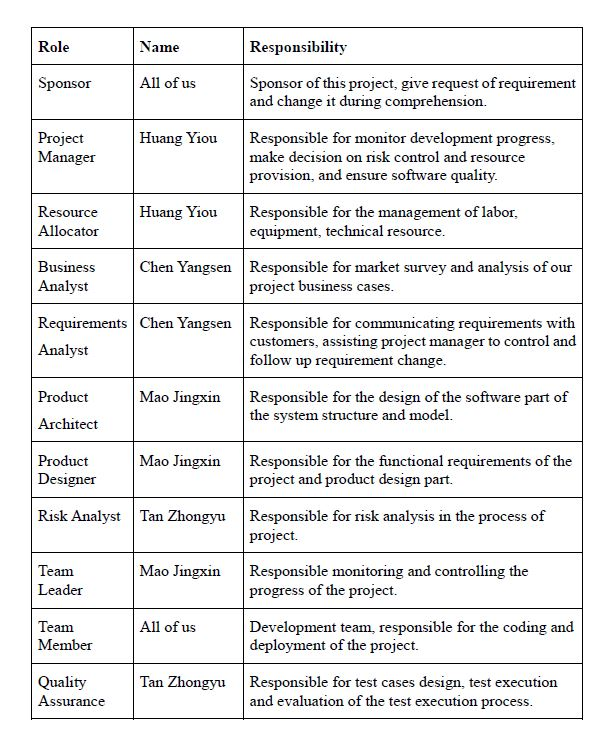 Role Name Responsibility
Sponsor All of us Sponsor of this project, give request of requirement
and change it during comprehension.
Project Huang Yiou Responsible for monitor development progress,
Manager make decision on risk control and resource
provision, and ensure software quality.
Resource Huang Yiou Responsible for the management of labor,
Allocator equipment, technical resource.
Business Chen Yangsen Responsible for market survey and analysis of our
Analyst project business cases.
Requirements Chen Yangsen Responsible for communicating requirements with
Analyst customers, assisting project manager to control and
follow up requirement change.
Product Mao Jingxin Responsible for the design of the software part of
Architect the system structure and model.
Product Mao Jingxin Responsible for the functional requirements of the
Designer project and product design part.
Risk Analyst Tan Zhongyu Responsible for risk analysis in the process of
project.
Team Mao Jingxin Responsible monitoring and controlling the
Leader progress of the project.
Team All of us Development team, responsible for the coding and
Member deployment of the project.
Quality Tan Zhongyu Responsible for test cases design, test execution
Assurance and evaluation of the test execution process.